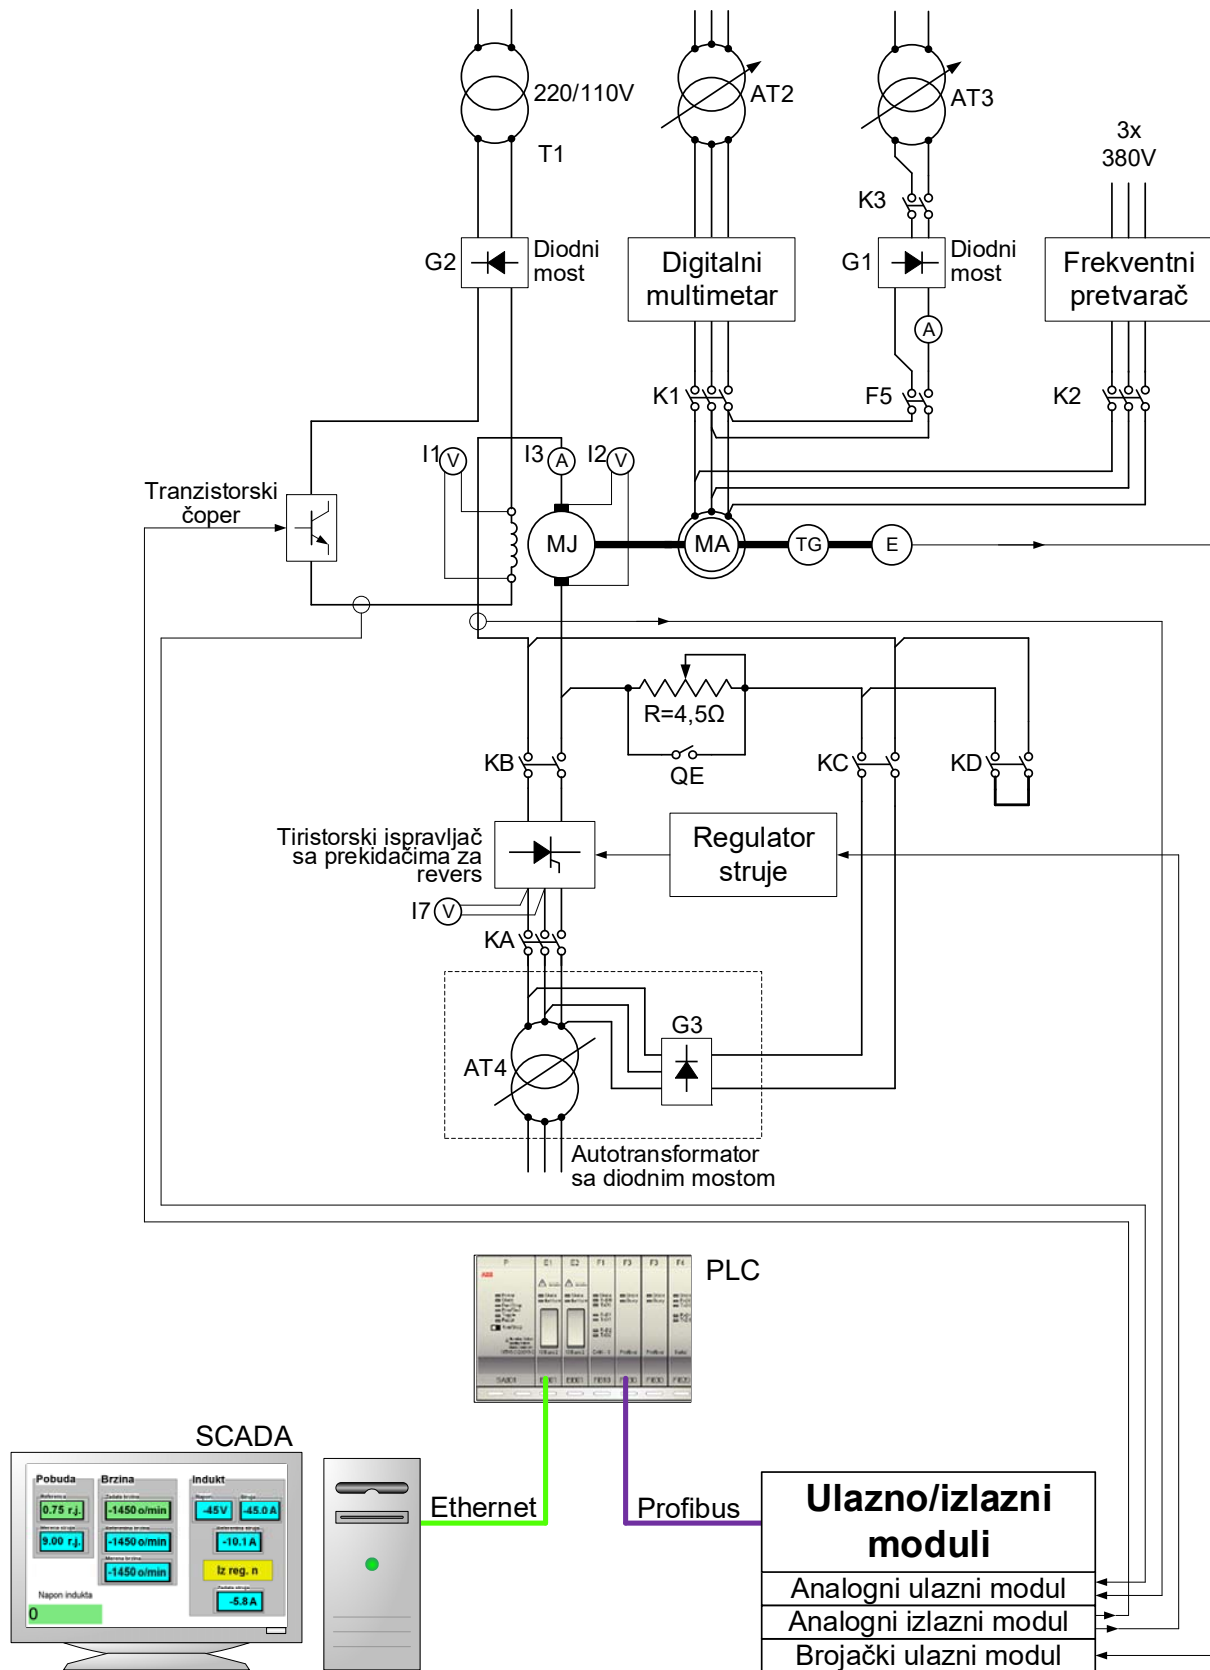 220/110V
T1
AT2
AT3
3x
380V
K3
G2
Diodni
most
Digitalni
multimetar
G1
Diodni
most
Frekventni
pretvarač
A
K1
F5
K2
I1
V
I3
A
I2
V
Tranzistorski
čoper
MJ
MA
TG
E
R=4,5Ω
QE
KB
KC
KD
Tiristorski ispravljač
sa prekidačima za
revers
Regulator
struje
I7
V
KA
G3
AT4
Autotransformator
sa diodnim mostom
PLC
SCADA
Pobuda
Brzina
Indukt
0.75 r.j.
-1450 o/min
-45V
-45.0 A
9.00 r.j.
-1450 o/min
-10.1 A
-1450 o/min
Iz reg. n
-5.8 A
Napon indukta
0
Ethernet
Profibus
Ulazno/izlazni
moduli
Analogni ulazni modul
Analogni izlazni modul
Brojački ulazni modul